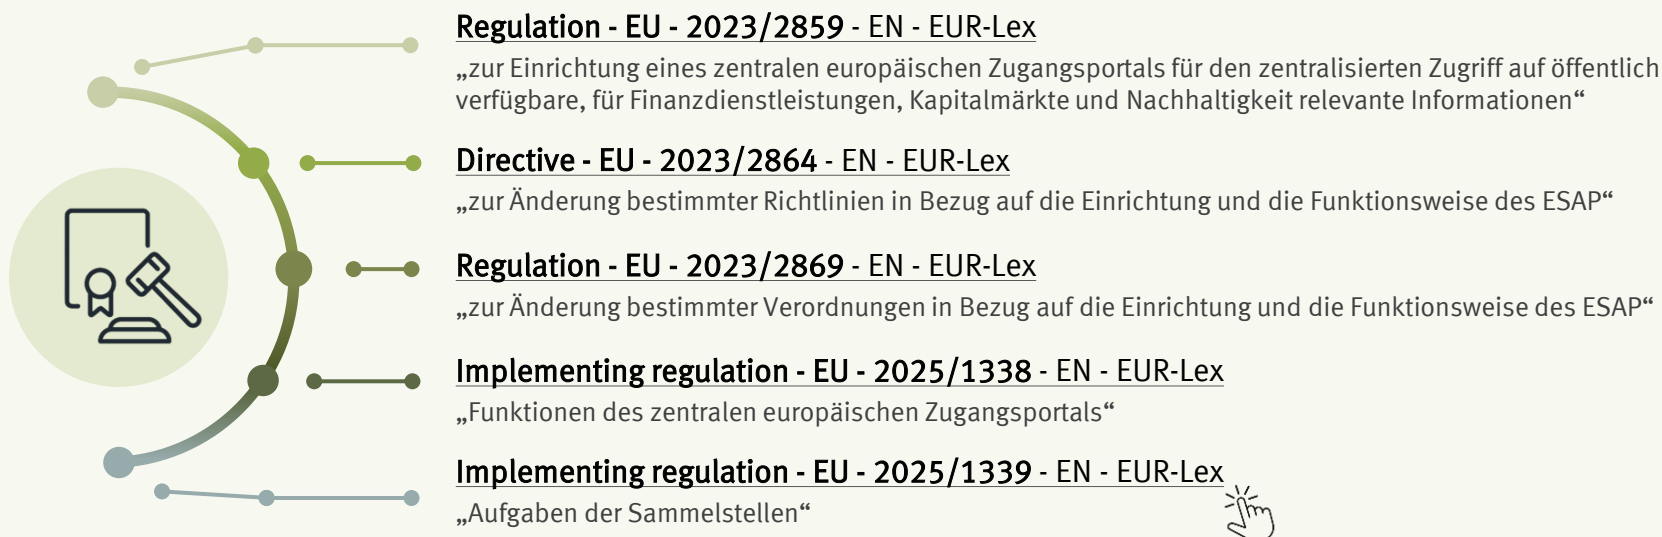 Regulation - EU - 2023/2859 - EN - EUR-Lex
„zur Einrichtung eines zentralen europäischen Zugangsportals für den zentralisierten Zugriff auf öffentlich
verfügbare, für Finanzdienstleistungen, Kapitalmärkte und Nachhaltigkeit relevante Informationen“
Directive - EU - 2023/2864 - EN - EUR-Lex
„zur Änderung bestimmter Richtlinien in Bezug auf die Einrichtung und die Funktionsweise des ESAP“
Regulation - EU - 2023/2869 - EN - EUR-Lex
„zur Änderung bestimmter Verordnungen in Bezug auf die Einrichtung und die Funktionsweise des ESAP“
Implementing regulation - EU - 2025/1338 - EN - EUR-Lex
„Funktionen des zentralen europäischen Zugangsportals“
Implementing regulation - EU - 2025/1339 - EN - EUR-Lex
„Aufgaben der Sammelstellen“